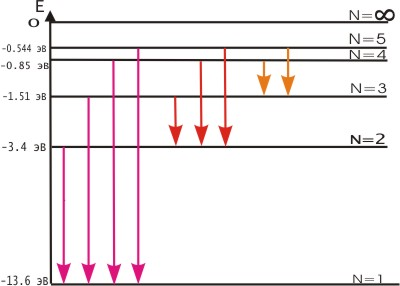 E
0 N=∞
-0.544 эв N=5
-0.85 эв N=4
-1.51 эв N=3
-3.4 эв N=2
-13.6 эв N=1